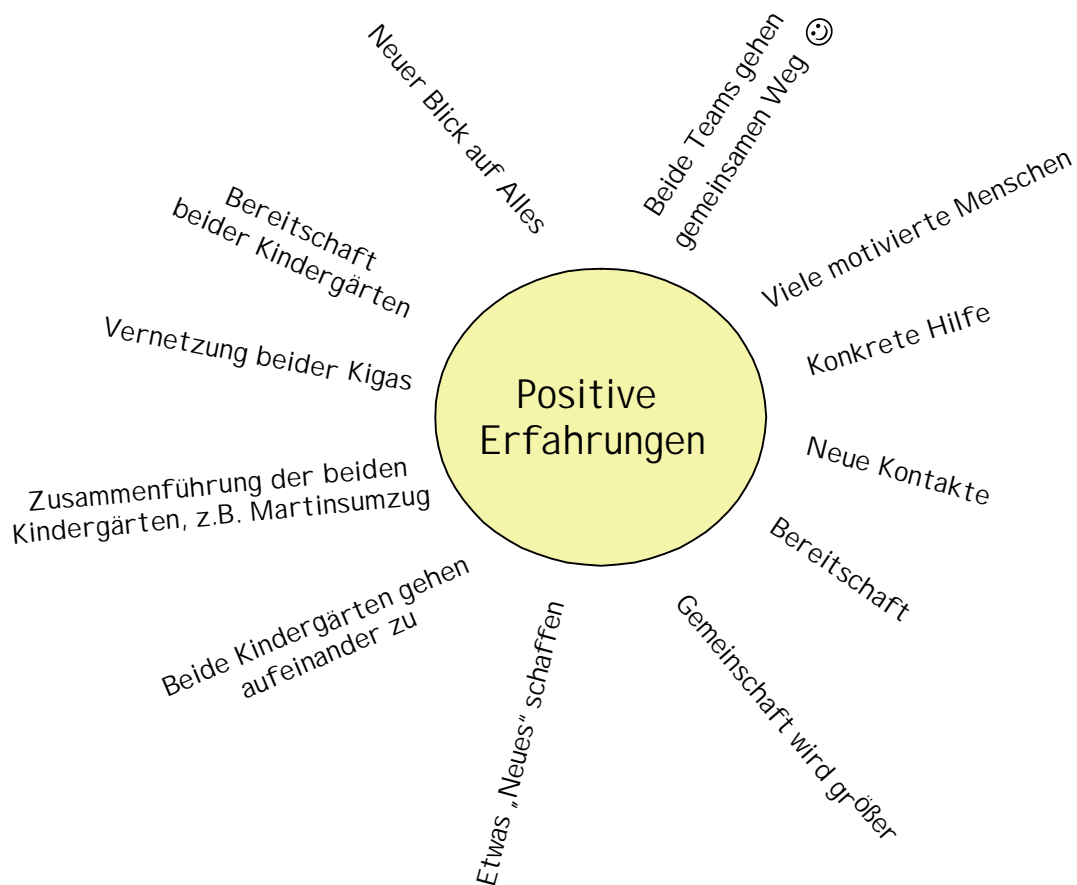 Positive
Erfahrungen
Beide Teams gehen
gemeinsamen Weg ☺
Viele motivierte Menschen
Konkrete Hilfe
Neue Kontakte
Bereitschaft
Gemeinschaft wird größer
Etwas „Neues“ schaffen
Beide Kindergärten gehen
aufeinander zu
Zusammenführung der beiden
Kindergärten, z.B. Martinsumzug
Vernetzung beider Kigas
Bereitschaft
beider Kindergärten
Neuer Blick auf Alles